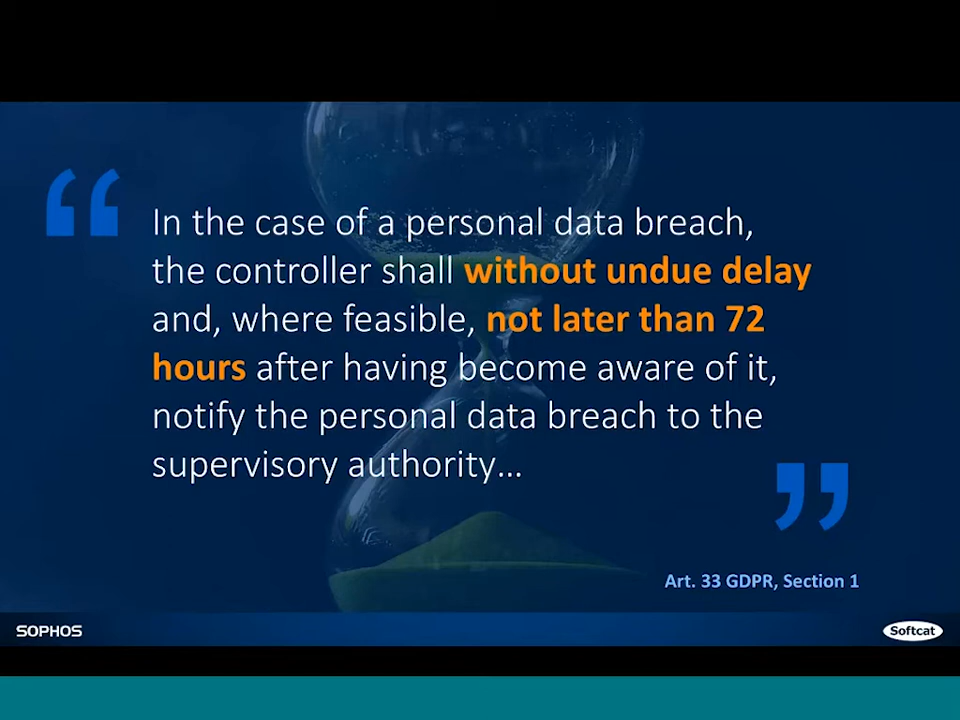 “
In the case of a personal data breach,
the controller shall without undue delay
and, where feasible, not later than 72
hours after having become aware of it,
notify the personal data breach to the
supervisory authority...
”
Art. 33 GDPR, Section 1
SOPHOS
Softcat